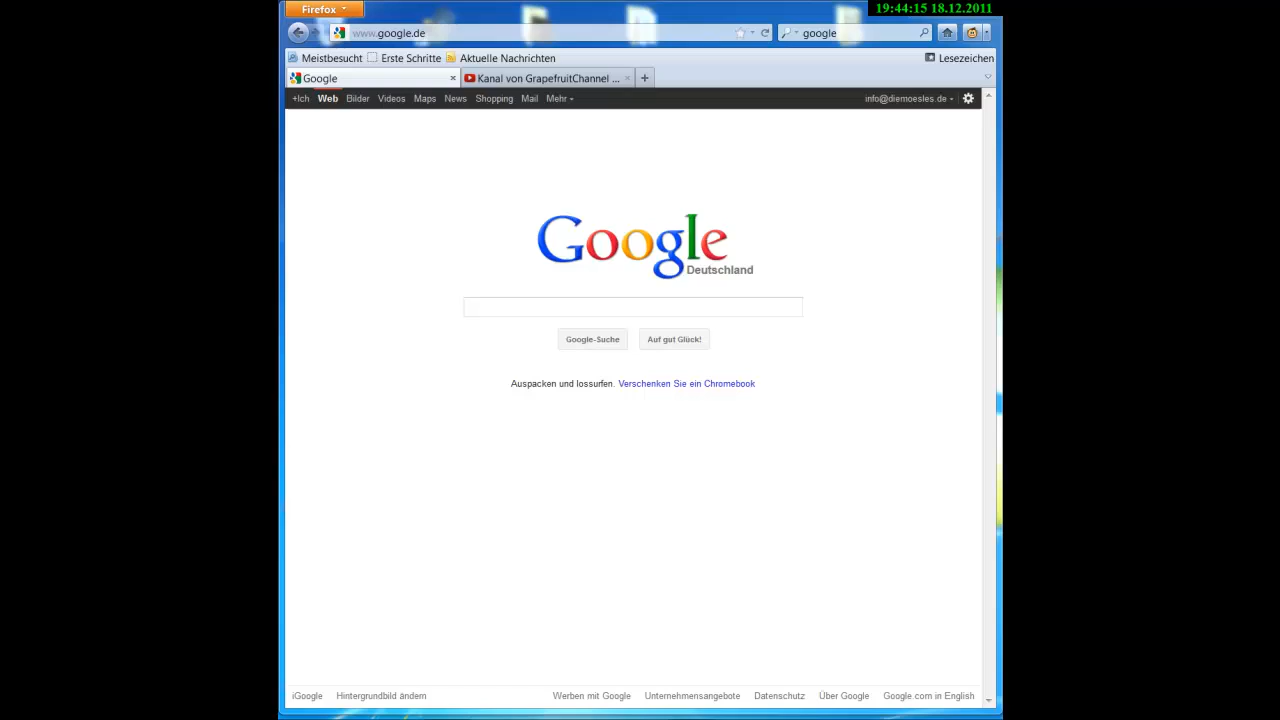 Firefox
19:44:15 18.12.2011
www.google.de
google
Meistbesucht Erste Schritte Aktuelle Nachrichten
Lesezeichen
Google
Kanal von GrapefruitChannel ...
+Ich Web Bilder Videos Maps News Shopping Mail Mehr
info@diemoesles.de
Google
Deutschland
Google-Suche Auf gut Glück!
Auspacken und lossurfen. Verschenken Sie ein Chromebook
iGoogle Hintergrundbild ändern Werben mit Google Unternehmensangebote Datenschutz Über Google Google.com in English